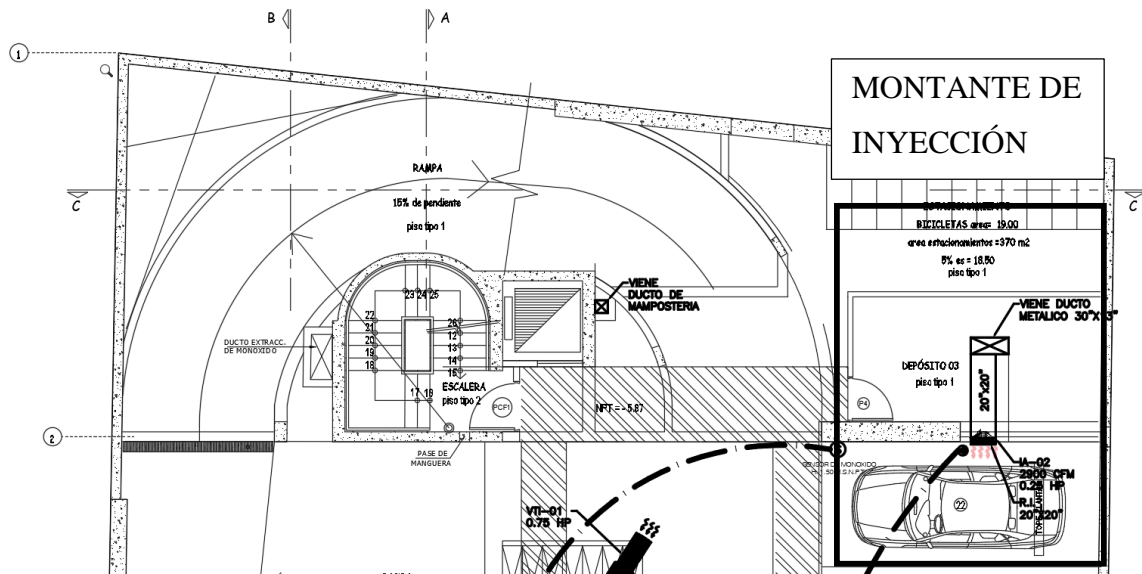 B
A
1
MONTANTE DE
INYECCIÓN
RAMPA
15% de pendiente
piso tipo 1
C
C
ESTACIONAMIENTO
BICICLETAS area= 19.00
area estacionamientos =370 m2
5% es = 18.50
piso tipo 1
VIENE
DUCTO DE
MAMPOSTERIA
VIENE DUCTO
METALICO 30"X13"
23 24 25
22
21
20
19
18
26
12
13
14
15
17
16
DUCTO EXTRACC.
DE MONOXIDO
ESCALERA
piso tipo 2
DEPÓSITO 03
piso tipo 1
20"x20"
PCF1
NPT = -5.87
P4
2
PASE DE
MANGUERA
SENSOR DE MONOXIDO
IA-02
2900 CFM
0.25 HP
R.I.
20"X20"
22
VTI-01
0.75 HP